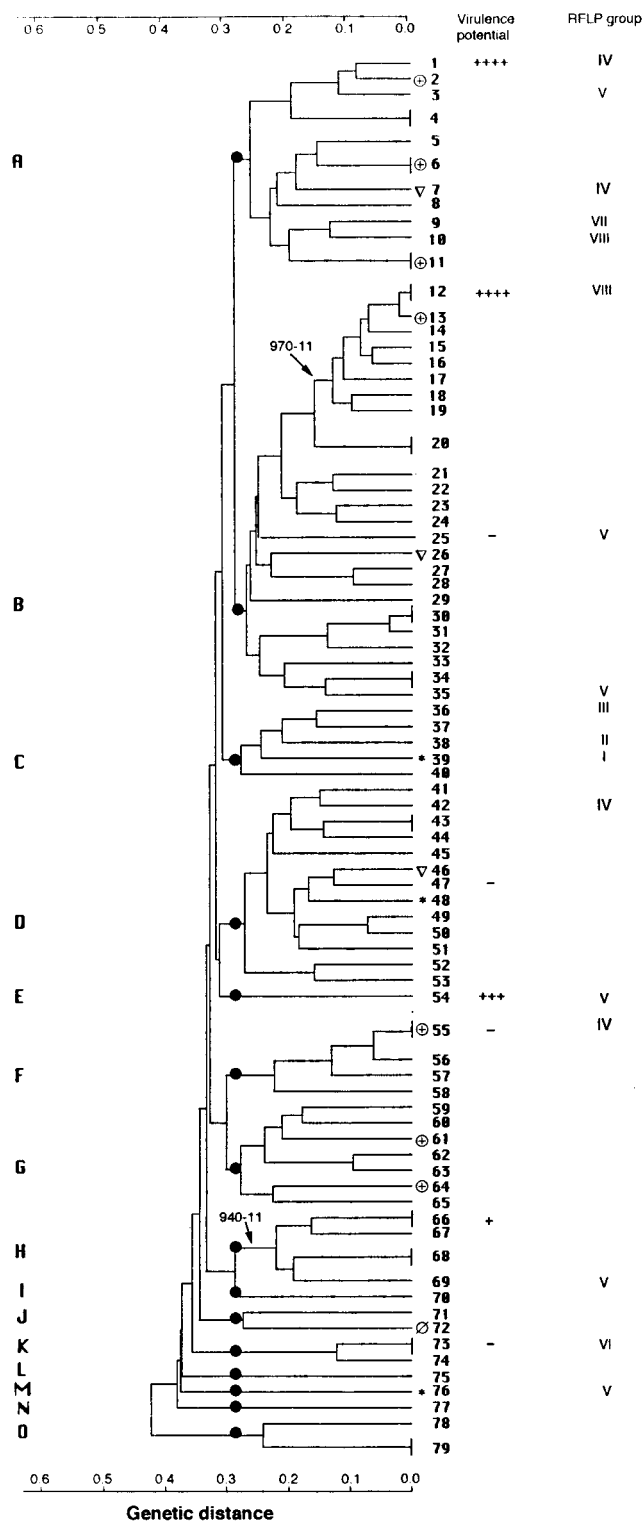 0 6 0.5 0 4 0.3 0.2 0.1 0.0
Virulence potential RFLP group
1 ++++ IV
⊕ 2
3 V
4
5
A
⊕ 6
∇ 7 IV
8
9 VII
10 VIII
⊕ 11
12 ++++ VIII
⊕ 13
14
970-11
15
16
17
18
19
20
21
22
23
24
25 – V
∇ 26
27
28
29
B
30
31
32
33
34
35 V
36 III
37
38 II
C
* 39 I
40
41
42 IV
43
44
45
∇ 46
47 –
* 48
49
D
50
51
52
53
E 54 +++ V
⊕ 55 – IV
56
F
57
58
59
60
⊕ 61
62
G
63
⊕ 64
65
940-11
66 +
67
H
68
69 V
I
70
J
71
∅ 72
K
73 – VI
74
L
75
M * 76 V
N 77
O
78
79
0.6 0.5 0.4 0.3 0.2 0.1 0.0
Genetic distance